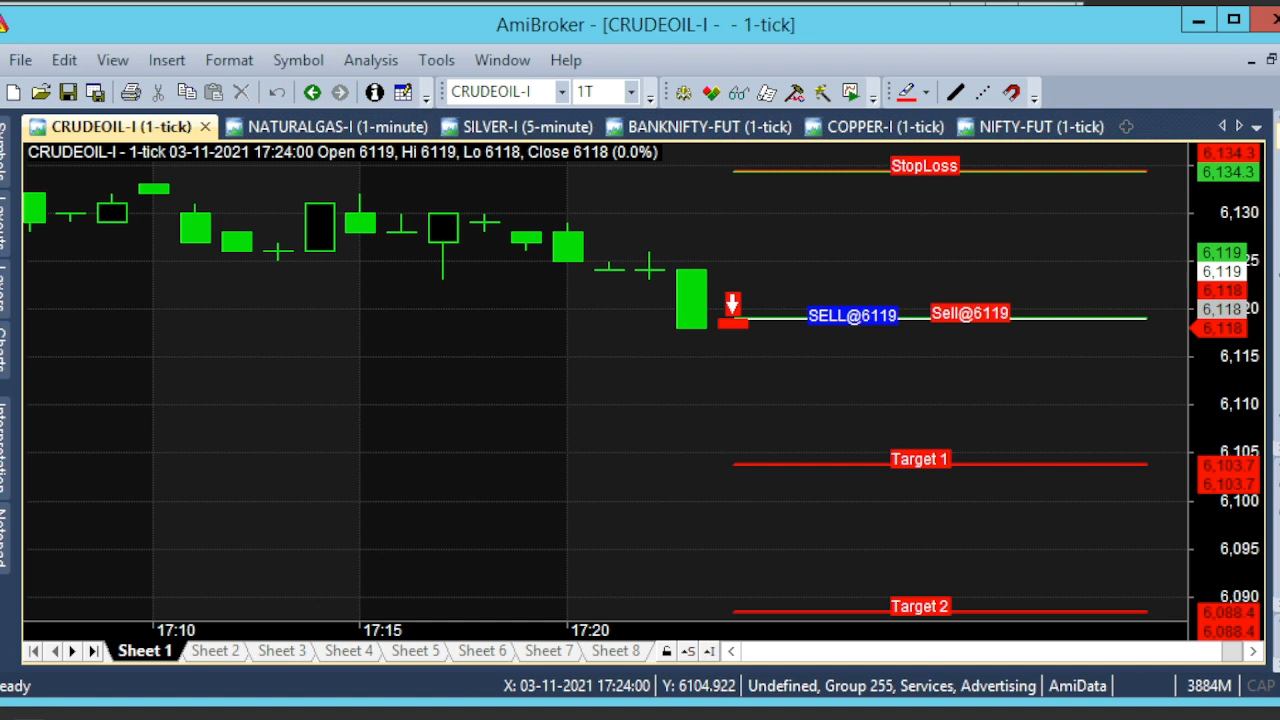 AmiBroker - [CRUDEOIL-I - - 1-tick]
File Edit View Insert Format Symbol Analysis Tools Window Help
CRUDEOIL-I 1T
CRUDEOIL-I (1-tick) NATURALGAS-I (1-minute) SILVER-I (5-minute) BANKNIFTY-FUT (1-tick) COPPER-I (1-tick) NIFTY-FUT (1-tick)
CRUDEOIL-I - 1-tick 03-11-2021 17:24:00 Open 6119, Hi 6119, Lo 6118, Close 6118 (0.0%)
6,134.3
StopLoss
6,134.3
6,130
6,119
6,119
6,118
SELL@6119 Sell@6119
6,118
6,118
6,115
6,110
6,105
Target 1
6,103.7
6,103.7
6,100
6,095
6,090
Target 2
6,088.4
6,088.4
17:10 17:15 17:20
Sheet 1 Sheet 2 Sheet 3 Sheet 4 Sheet 5 Sheet 6 Sheet 7 Sheet 8
Layouts
Charts
Interpretation
Notepad
eady X: 03-11-2021 17:24:00 Y: 6104.922 Undefined, Group 255, Services, Advertising AmiData 3884M CAP